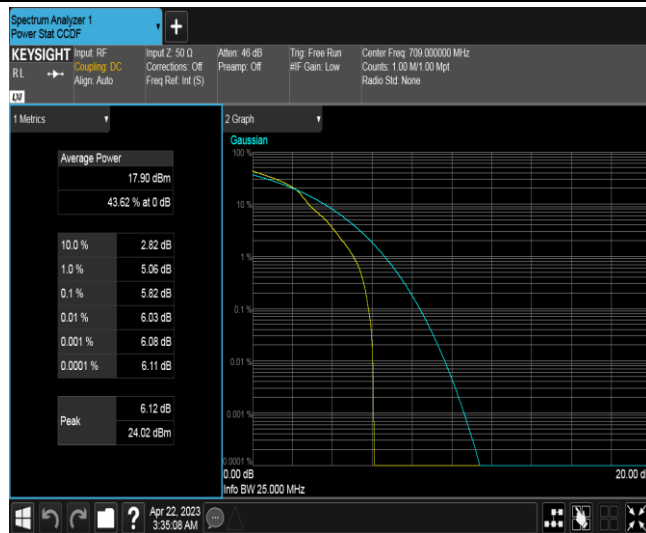 Spectrum Analyzer 1
Power Stat CCDF
+
KEYSIGHT
RL
Input: RF
Coupling: DC
Align: Auto
Input Z: 50 Ω
Corrections: Off
Freq Ref: Int (S)
Atten: 46 dB
Preamp: Off
Trig: Free Run
#IF Gain: Low
Center Freq: 709.000000 MHz
Counts: 1.00 M/1.00 Mpt
Radio Std: None
LXI
1 Metrics
Average Power
17.90 dBm
43.62 % at 0 dB
10.0 % 2.82 dB
1.0 % 5.06 dB
0.1 % 5.82 dB
0.01 % 6.03 dB
0.001 % 6.08 dB
0.0001 % 6.11 dB
Peak
6.12 dB
24.02 dBm
2 Graph
Gaussian
100 %
10 %
1 %
0.1 %
0.01 %
0.001 %
0.0001 %
0.00 dB
20.00 d
Info BW 25.000 MHz
?
Apr 22, 2023
3:35:08 AM